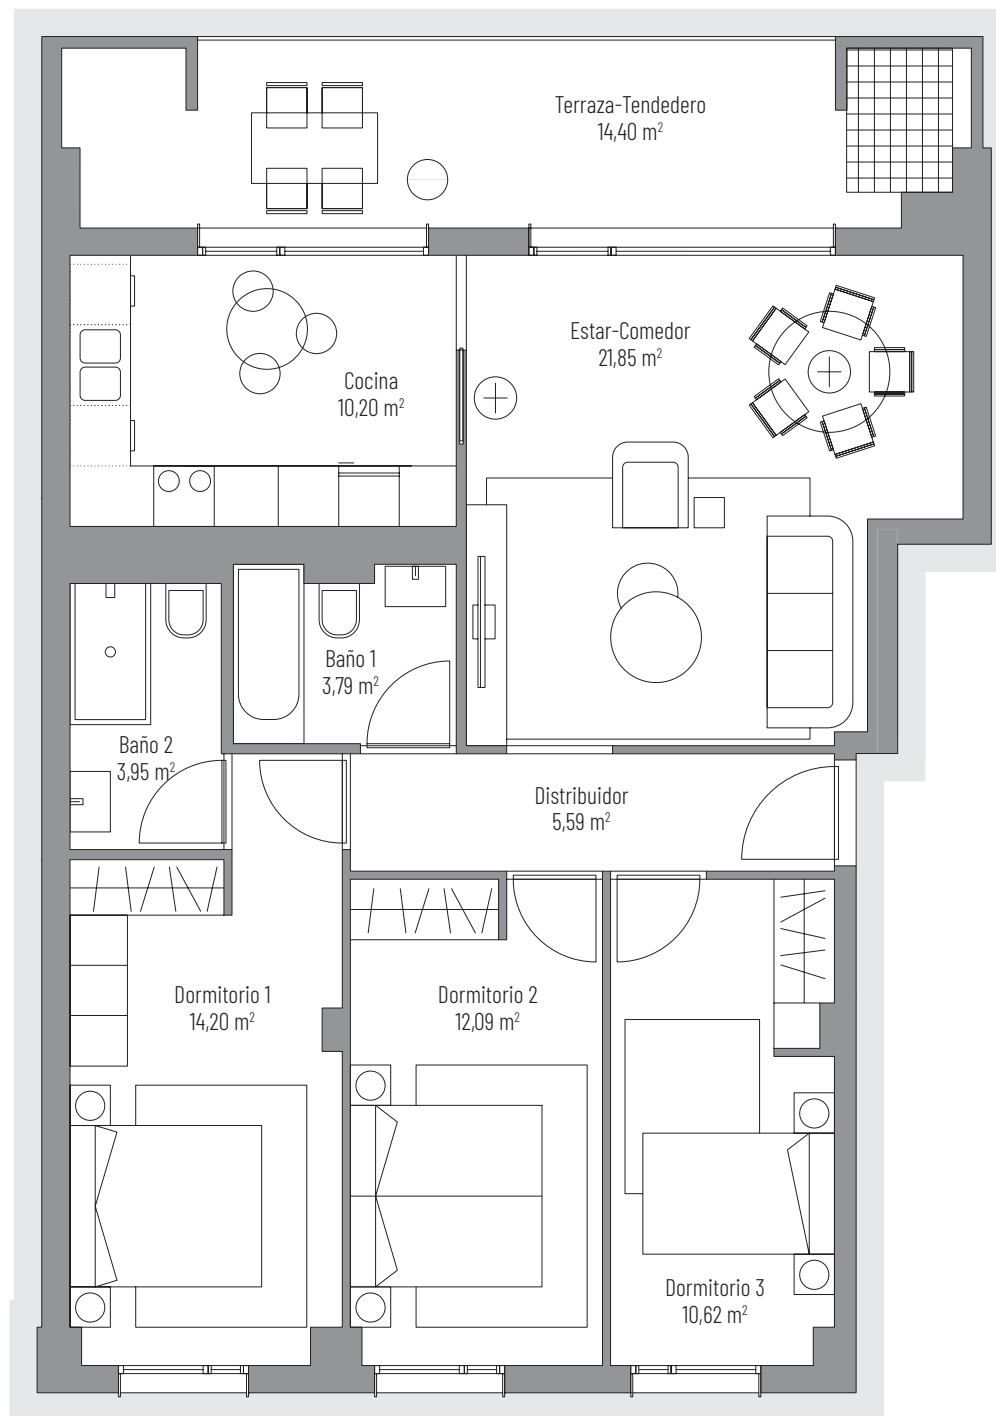 Terraza-Tendedero
14,40 m²
Estar-Comedor
21,85 m²
Cocina
10,20 m²
Baño 1
3,79 m²
Baño 2
3,95 m²
Distribuidor
5,59 m²
Dormitorio 1
14,20 m²
Dormitorio 2
12,09 m²
Dormitorio 3
10,62 m²